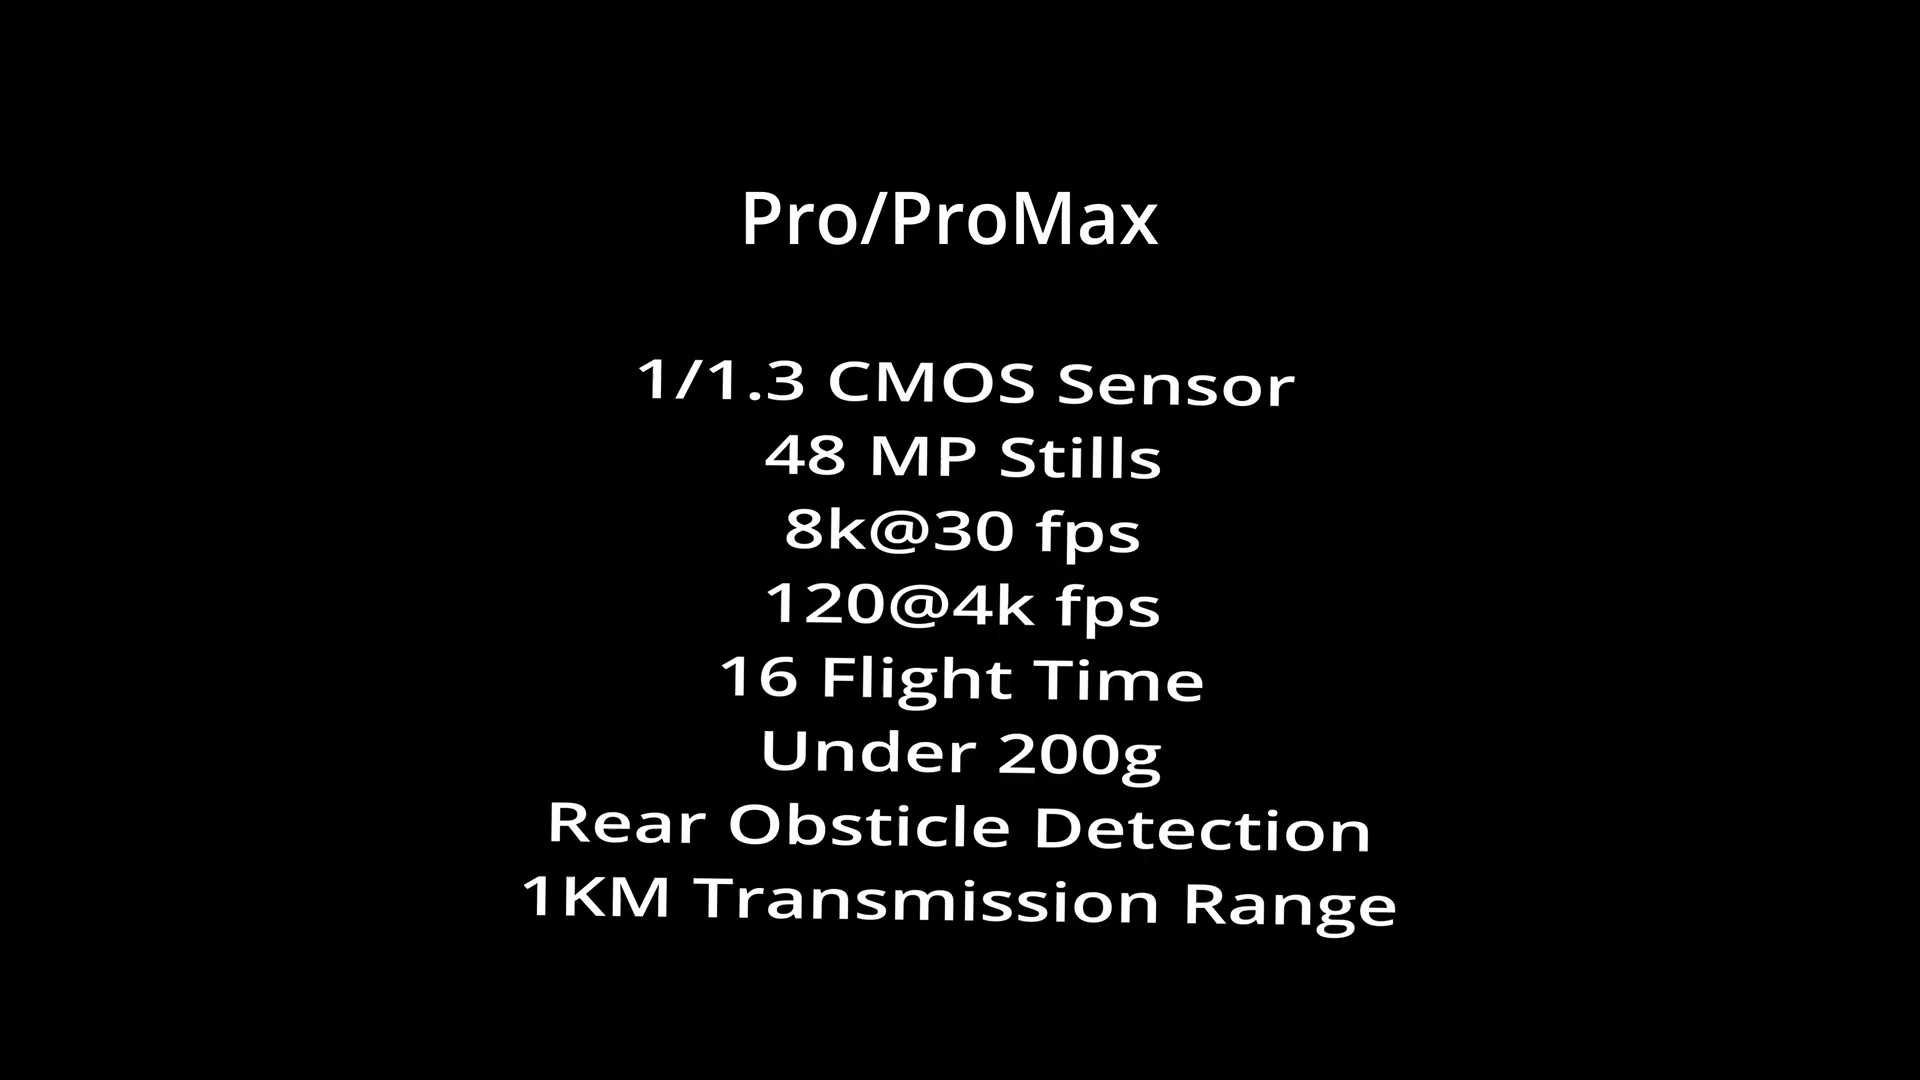 Pro/ProMax
1/1.3 CMOS Sensor
48 MP Stills
8k@30 fps
120@4k fps
16 Flight Time
Under 200g
Rear Obsticle Detection
1KM Transmission Range